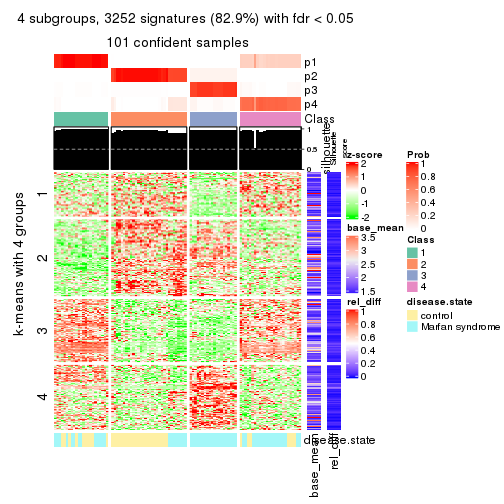 4 subgroups, 3252 signatures (82.9%) with fdr < 0.05
101 confident samples
p1
p2
p3
p4
Class
1
0.5
0
silhouette
Silhouette
score
k-means with 4 groups
1
2
3
4
disease.state
base_mean
rel_diff
z-score
2
1
0
-1
-2
base_mean
3.5
3
2.5
2
1.5
rel_diff
1
0.8
0.6
0.4
0.2
0
Prob
1
0.8
0.6
0.4
0.2
0
Class
1
2
3
4
disease.state
control
Marfan syndrome